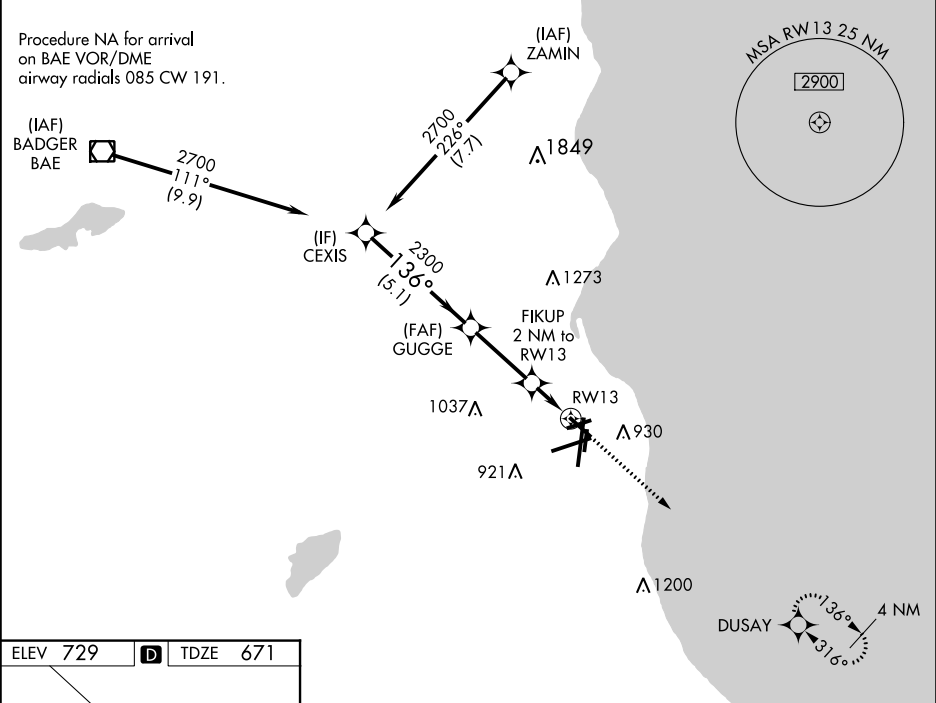 Procedure NA for arrival
on BAE VOR/DME
airway radials 085 CW 191.
(IAF)
ZAMIN
MSA RW13 25 NM
2900
(IAF)
BADGER
BAE
2700
111°
(9.9)
2700
226°
(7.7)
1849
(IF)
CEXIS
2300
136°
(5.1)
1273
(FAF)
GUGGE
FIKUP
2 NM to
RW13
1037
RW13
930
921
1200
DUSAY
136°
316°
4 NM
ELEV 729 D TDZE 671